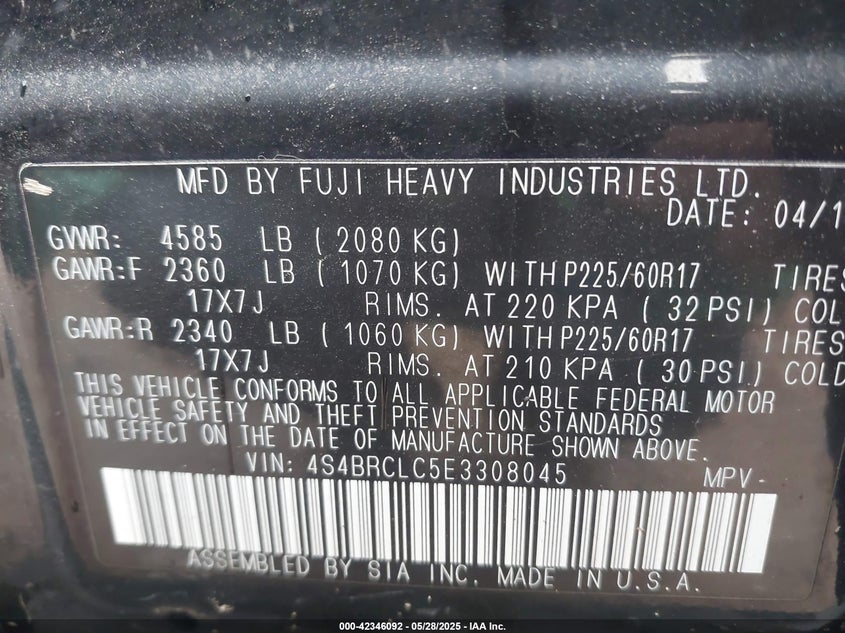 MFD BY FUJI HEAVY INDUSTRIES LTD.
DATE: 04/1
GVWR: 4585 LB ( 2080 KG)
GAWR:F 2360 LB ( 1070 KG) WITH P225/60R17 TIRES
17X7J RIMS. AT 220 KPA ( 32 PSI) COL
GAWR:R 2340 LB ( 1060 KG) WITH P225/60R17 TIRES
17X7J RIMS. AT 210 KPA ( 30 PSI) COLD
THIS VEHICLE CONFORMS TO ALL APPLICABLE FEDERAL MOTOR
VEHICLE SAFETY AND THEFT PREVENTION STANDARDS
IN EFFECT ON THE DATE OF MANUFACTURE SHOWN ABOVE.
VIN: 4S4BRCLC5E3308045 MPV-
ASSEMBLED BY SIA INC. MADE IN U.S.A.
000-42346092 — 05/28/2025 — IAA Inc.